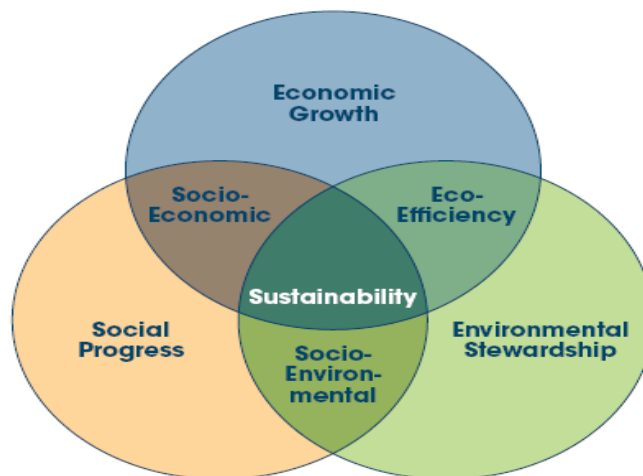 Economic
Growth
Socio-
Economic
Eco-
Efficiency
Sustainability
Social
Progress
Socio-
Environ-
mental
Environmental
Stewardship